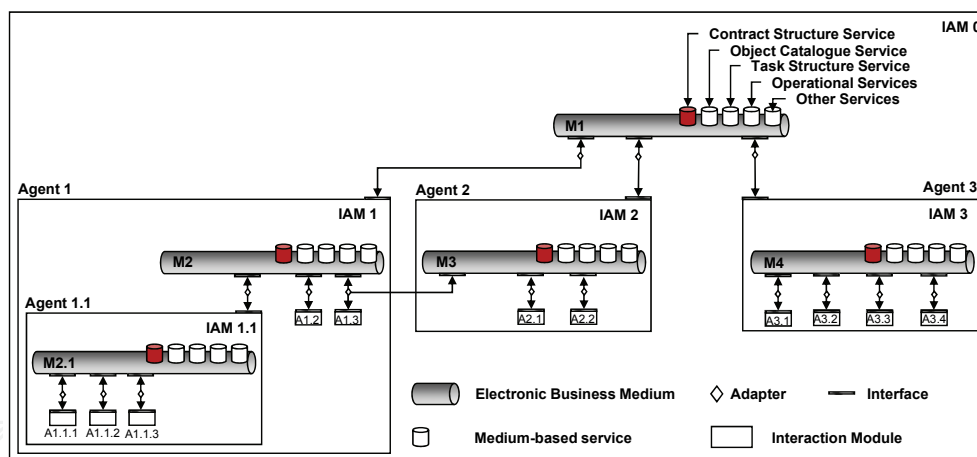 Contract Structure Service
IAM 0
Object Catalogue Service
Task Structure Service
Operational Services
Other Services
M1
Agent 1
Agent 2
Agent 3
IAM 1
IAM 2
IAM 3
M2
M3
M4
Agent 1.1
A1.2
A1.3
A2.1
A2.2
A3.1
A3.2
A3.3
A3.4
IAM 1.1
M2.1
A1.1.1
A1.1.2
A1.1.3
Electronic Business Medium
Adapter
Interface
Medium-based service
Interaction Module